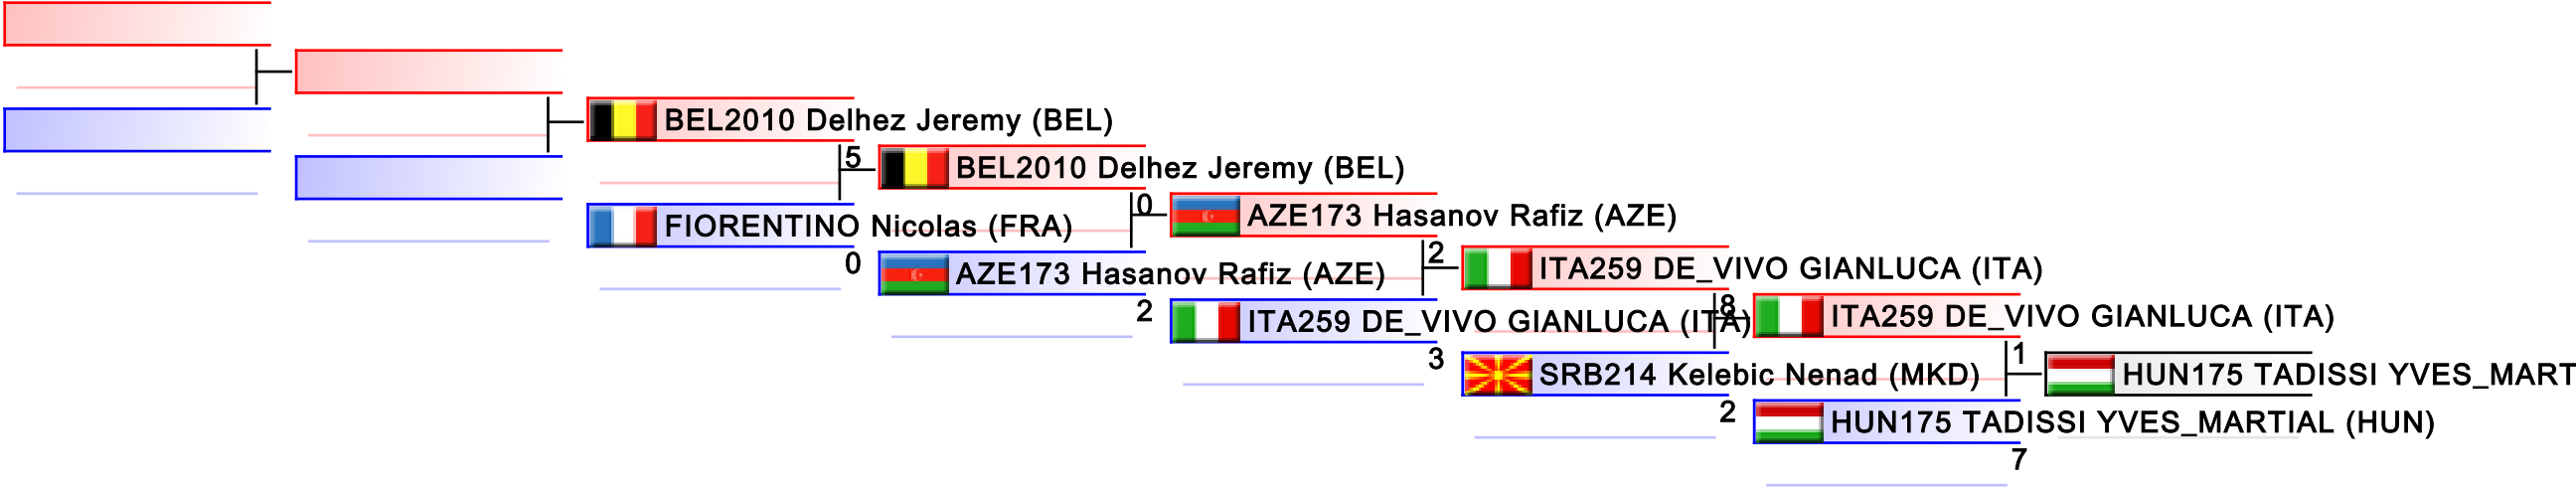 BEL2010 Delhez Jeremy (BEL)
5
BEL2010 Delhez Jeremy (BEL)
FIORENTINO Nicolas (FRA)
0
0
AZE173 Hasanov Rafiz (AZE)
AZE173 Hasanov Rafiz (AZE)
2
2
ITA259 DE_VIVO GIANLUCA (ITA)
ITA259 DE_VIVO GIANLUCA (ITA)
3
8
ITA259 DE_VIVO GIANLUCA (ITA)
SRB214 Kelebic Nenad (MKD)
2
1
HUN175 TADISSI YVES_MART
HUN175 TADISSI YVES_MARTIAL (HUN)
7